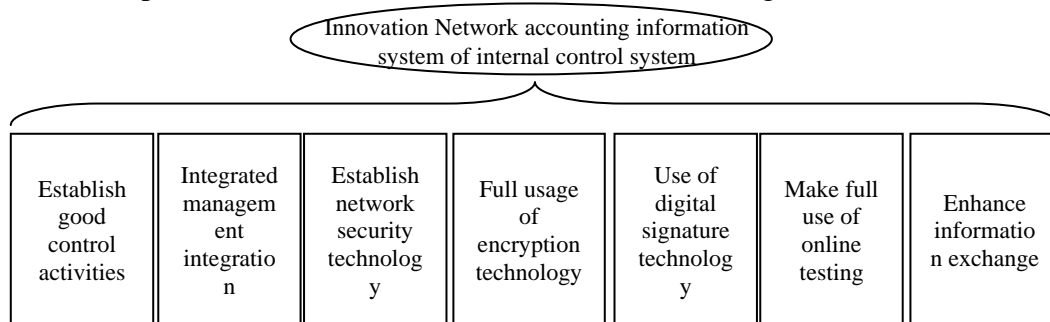 Innovation Network accounting information
system of internal control system
Establish
good
control
activities
Integrated
managem
ent
integratio
n
Establish
network
security
technolog
y
Full usage
of
encryption
technology
Use of
digital
signature
technolog
y
Make full
use of
online
testing
Enhance
informatio
n exchange